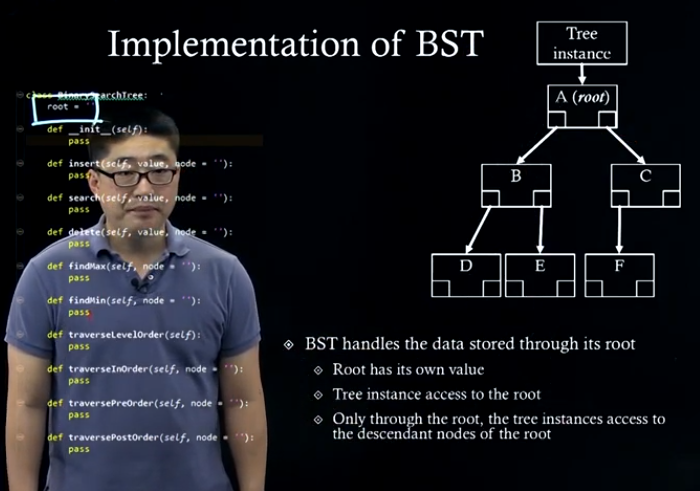 Implementation of BST
class BinarySearchTree:
root = ''
def __init__(self):
pass
def insert(self, value, node = ''):
pass
def search(self, value, node = ''):
pass
def delete(self, value, node = ''):
pass
def findMax(self, node = ''):
pass
def findMin(self, node = ''):
pass
def traverseLevelOrder(self):
pass
def traverseInOrder(self, node = ''):
pass
def traversePreOrder(self, node = ''):
pass
def traversePostOrder(self, node = ''):
pass
Tree
instance
A (root)
B
C
D
E
F
BST handles the data stored through its root
Root has its own value
Tree instance access to the root
Only through the root, the tree instances access to
the descendant nodes of the root